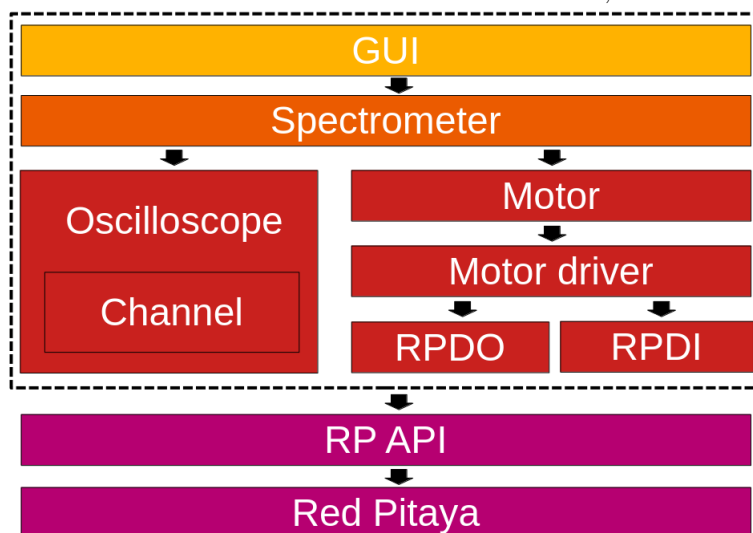 GUI
Spectrometer
Oscilloscope
Channel
Motor
Motor driver
RPDO
RPDI
RP API
Red Pitaya